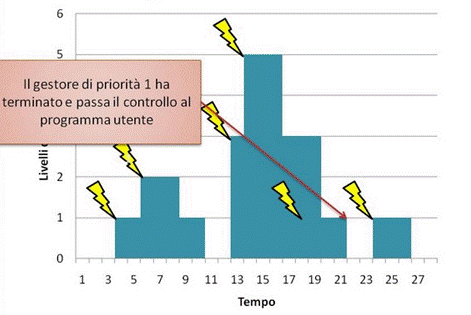 6
5
Il gestore di priorità 1 ha
terminato e passa il controllo al
programma utente
Livelli
2
1
0
1 3 5 7 9 11 13 15 17 19 21 23 25 27
Tempo